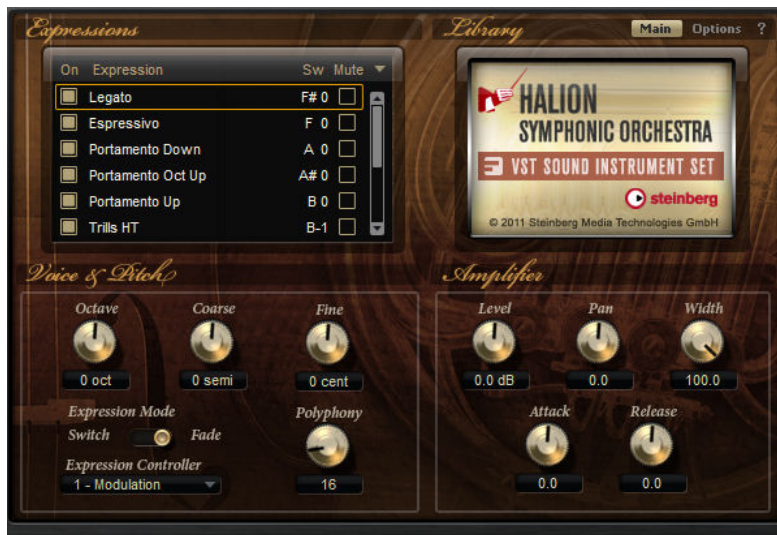 Expressions
On Expression Sw Mute
Legato F# 0
Espressivo F 0
Portamento Down A 0
Portamento Oct Up A# 0
Portamento Up B 0
Trills HT B-1
Library Main Options ?
HALION
SYMPHONIC ORCHESTRA
VST SOUND INSTRUMENT SET
steinberg
© 2011 Steinberg Media Technologies GmbH
Voice & Pitch
Octave Coarse Fine
0 oct 0 semi 0 cent
Expression Mode Polyphony
Switch Fade
Expression Controller
1 - Modulation 16
Amplifier
Level Pan Width
0.0 dB 0.0 100.0
Attack Release
0.0 0.0